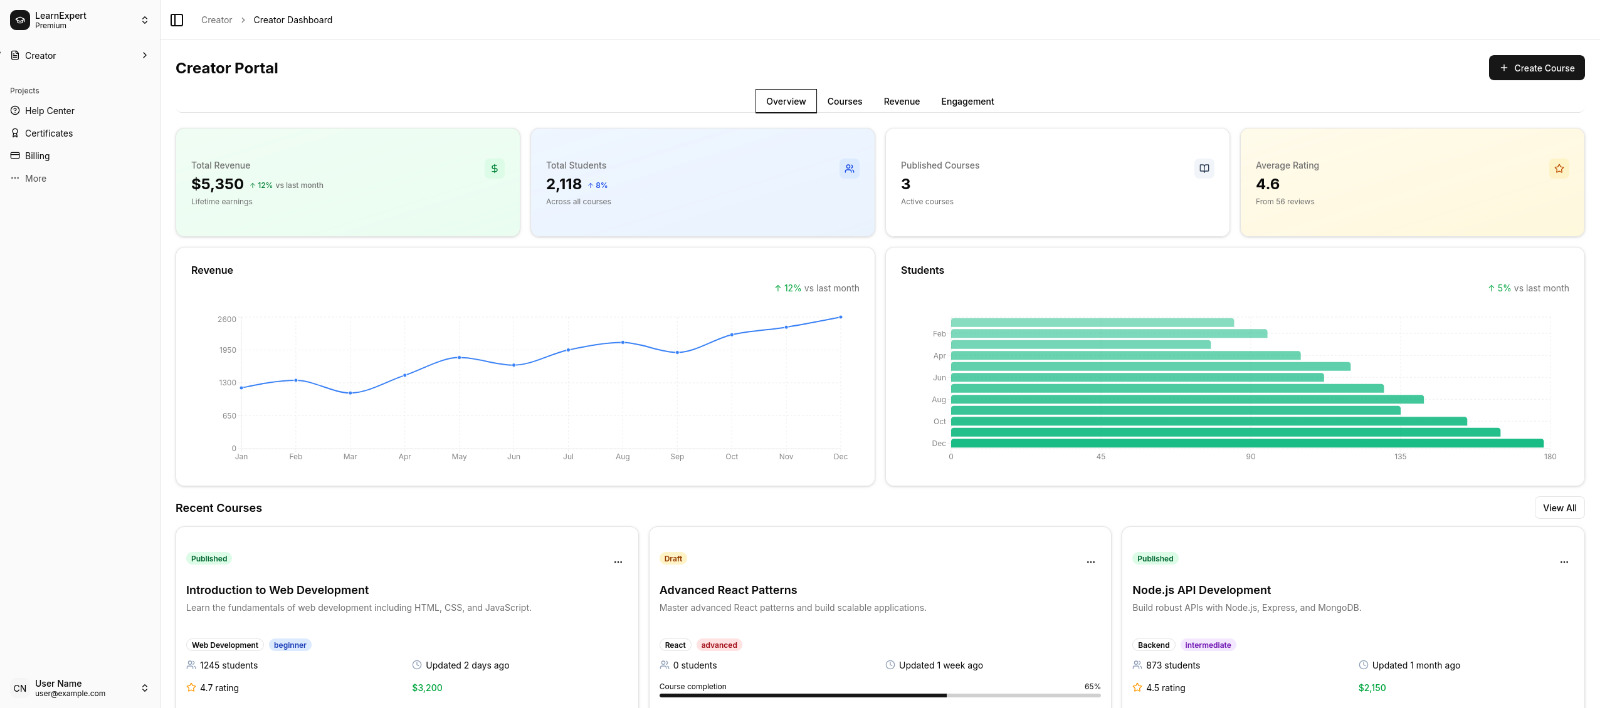 LearnExpert
Premium
Creator
Projects
Help Center
Certificates
Billing
More
CN
User Name
user@example.com
Creator > Creator Dashboard
Creator Portal
+ Create Course
Overview Courses Revenue Engagement
Total Revenue
$5,350 ↑ 12% vs last month
Lifetime earnings
Total Students
2,118 ↑ 8%
Across all courses
Published Courses
3
Active courses
Average Rating
4.6
From 56 reviews
Revenue
↑ 12% vs last month
2600
1950
1300
650
0
Jan Feb Mar Apr May Jun Jul Aug Sep Oct Nov Dec
Students
↑ 5% vs last month
Feb
Apr
Jun
Aug
Oct
Dec
0 45 90 135 180
Recent Courses
View All
Published
Introduction to Web Development
Learn the fundamentals of web development including HTML, CSS, and JavaScript.
Web Development beginner
1245 students Updated 2 days ago
4.7 rating $3,200
Draft
Advanced React Patterns
Master advanced React patterns and build scalable applications.
React advanced
0 students Updated 1 week ago
Course completion 65%
Published
Node.js API Development
Build robust APIs with Node.js, Express, and MongoDB.
Backend Intermediate
873 students Updated 1 month ago
4.5 rating $2,150